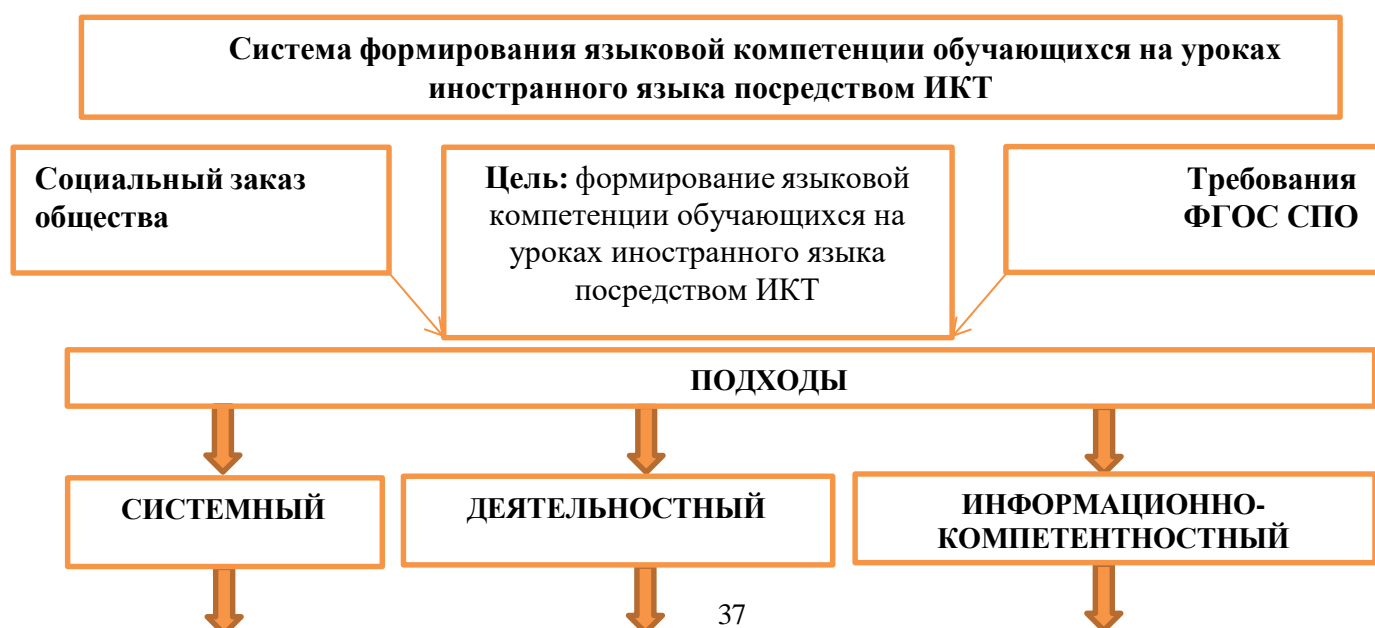 Система формирования языковой компетенции обучающихся на уроках
иностранного языка посредством ИКТ
Социальный заказ
общества
Цель: формирование языковой
компетенции обучающихся на
уроках иностранного языка
посредством ИКТ
Требования
ФГОС СПО
ПОДХОДЫ
СИСТЕМНЫЙ
ДЕЯТЕЛЬНОСТНЫЙ
ИНФОРМАЦИОННО-
КОМПЕТЕНТНОСТНЫЙ
37